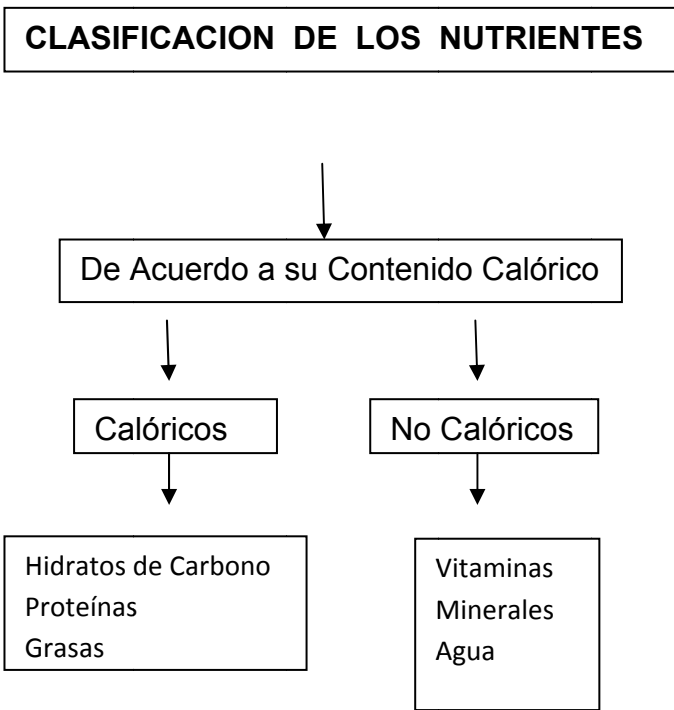 CLASIFICACION DE LOS NUTRIENTES
De Acuerdo a su Contenido Calórico
Calóricos
No Calóricos
Hidratos de Carbono
Proteínas
Grasas
Vitaminas
Minerales
Agua